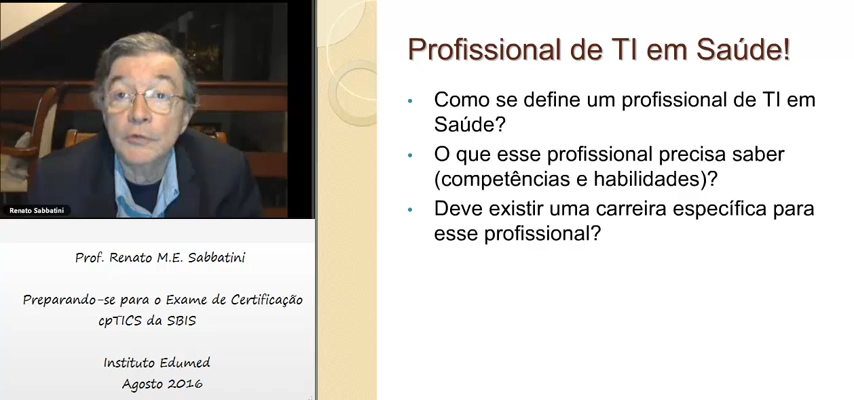 Renato Sabbatini
Prof. Renato M.E. Sabbatini
Preparando-se para o Exame de Certificação
cpTICS da SBIS
Instituto Edumed
Agosto 2016
Profissional de TI em Saúde!
• Como se define um profissional de TI em
Saúde?
• O que esse profissional precisa saber
(competências e habilidades)?
• Deve existir uma carreira específica para
esse profissional?